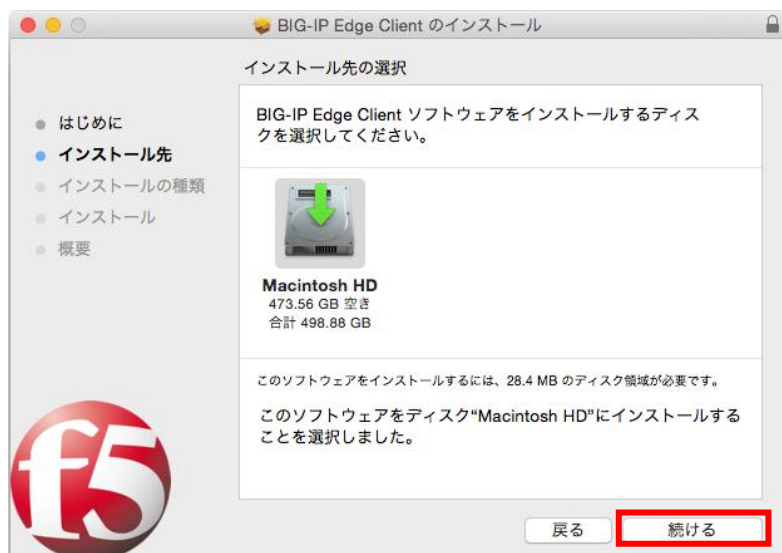 BIG-IP Edge Client のインストール
インストール先の選択
はじめに
インストール先
インストールの種類
インストール
概要
BIG-IP Edge Client ソフトウェアをインストールするディス
クを選択してください。
Macintosh HD
473.56 GB 空き
合計 498.88 GB
このソフトウェアをインストールするには、28.4 MB のディスク領域が必要です。
このソフトウェアをディスク“Macintosh HD”にインストールする
ことを選択しました。
f5
戻る
続ける